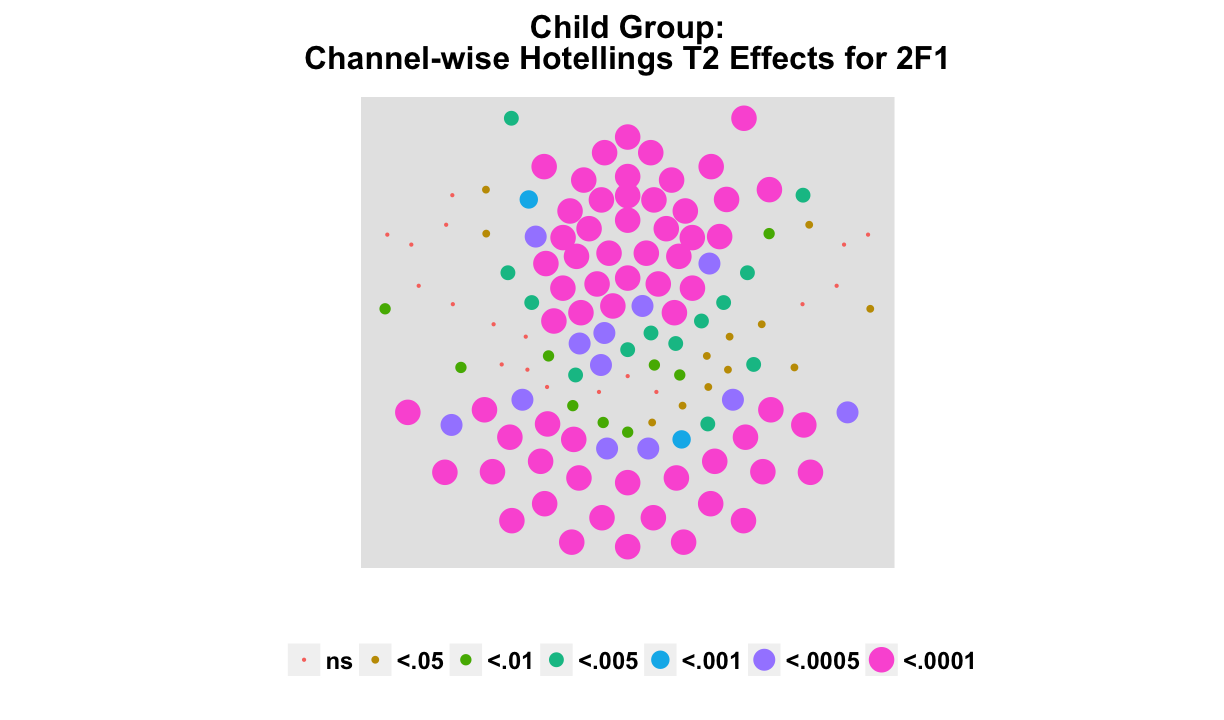 Child Group:
Channel-wise Hotellings T2 Effects for 2F1
ns <.05 <.01 <.005 <.001 <.0005 <.0001